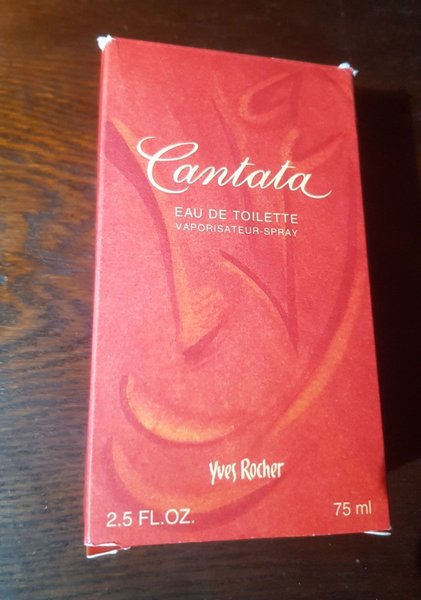 Cantata
EAU DE TOILETTE
VAPORISATEUR-SPRAY
Yves Rocher
2.5 FL.OZ.
75 ml